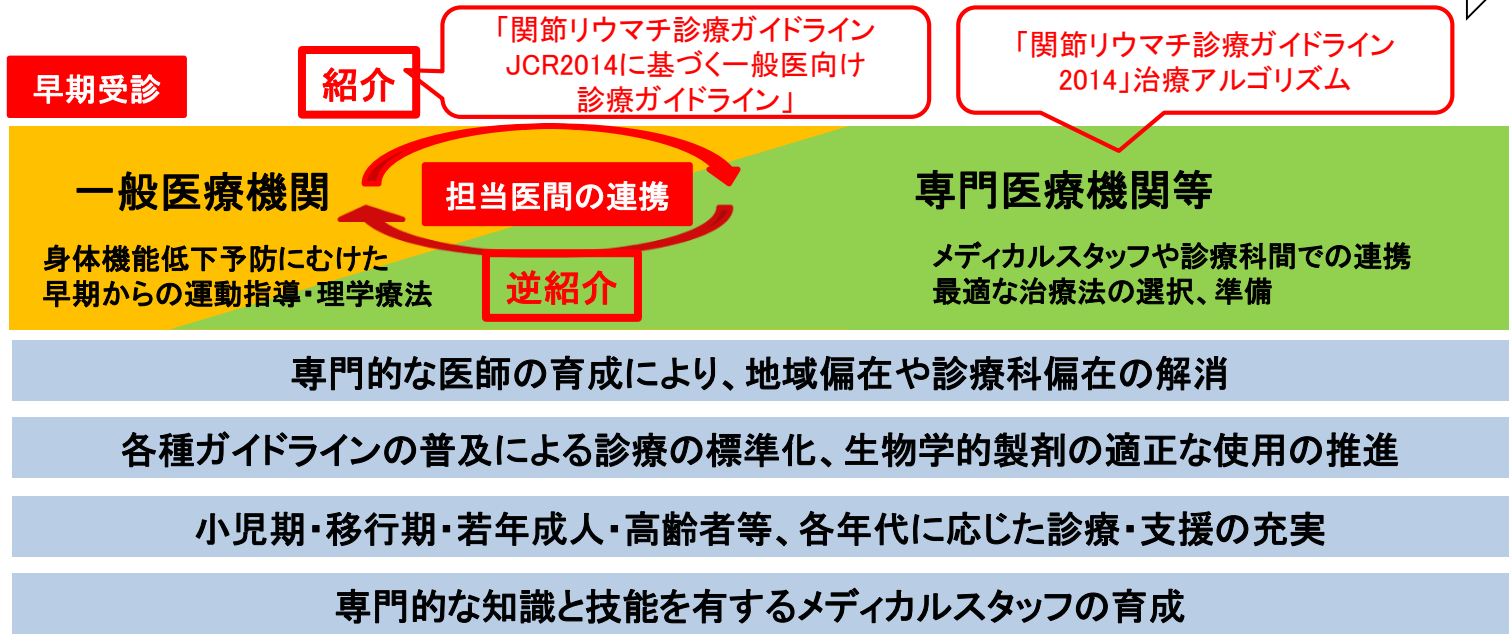 早期受診
紹介
「関節リウマチ診療ガイドライン
JCR2014に基づく一般医向け
診療ガイドライン」
「関節リウマチ診療ガイドライン
2014」治療アルゴリズム
一般医療機関
担当医間の連携
専門医療機関等
身体機能低下予防にむけた
早期からの運動指導・理学療法
逆紹介
メディカルスタッフや診療科間での連携
最適な治療法の選択、準備
専門的な医師の育成により、地域偏在や診療科偏在の解消
各種ガイドラインの普及による診療の標準化、生物学的製剤の適正な使用の推進
小児期・移行期・若年成人・高齢者等、各年代に応じた診療・支援の充実
専門的な知識と技能を有するメディカルスタッフの育成